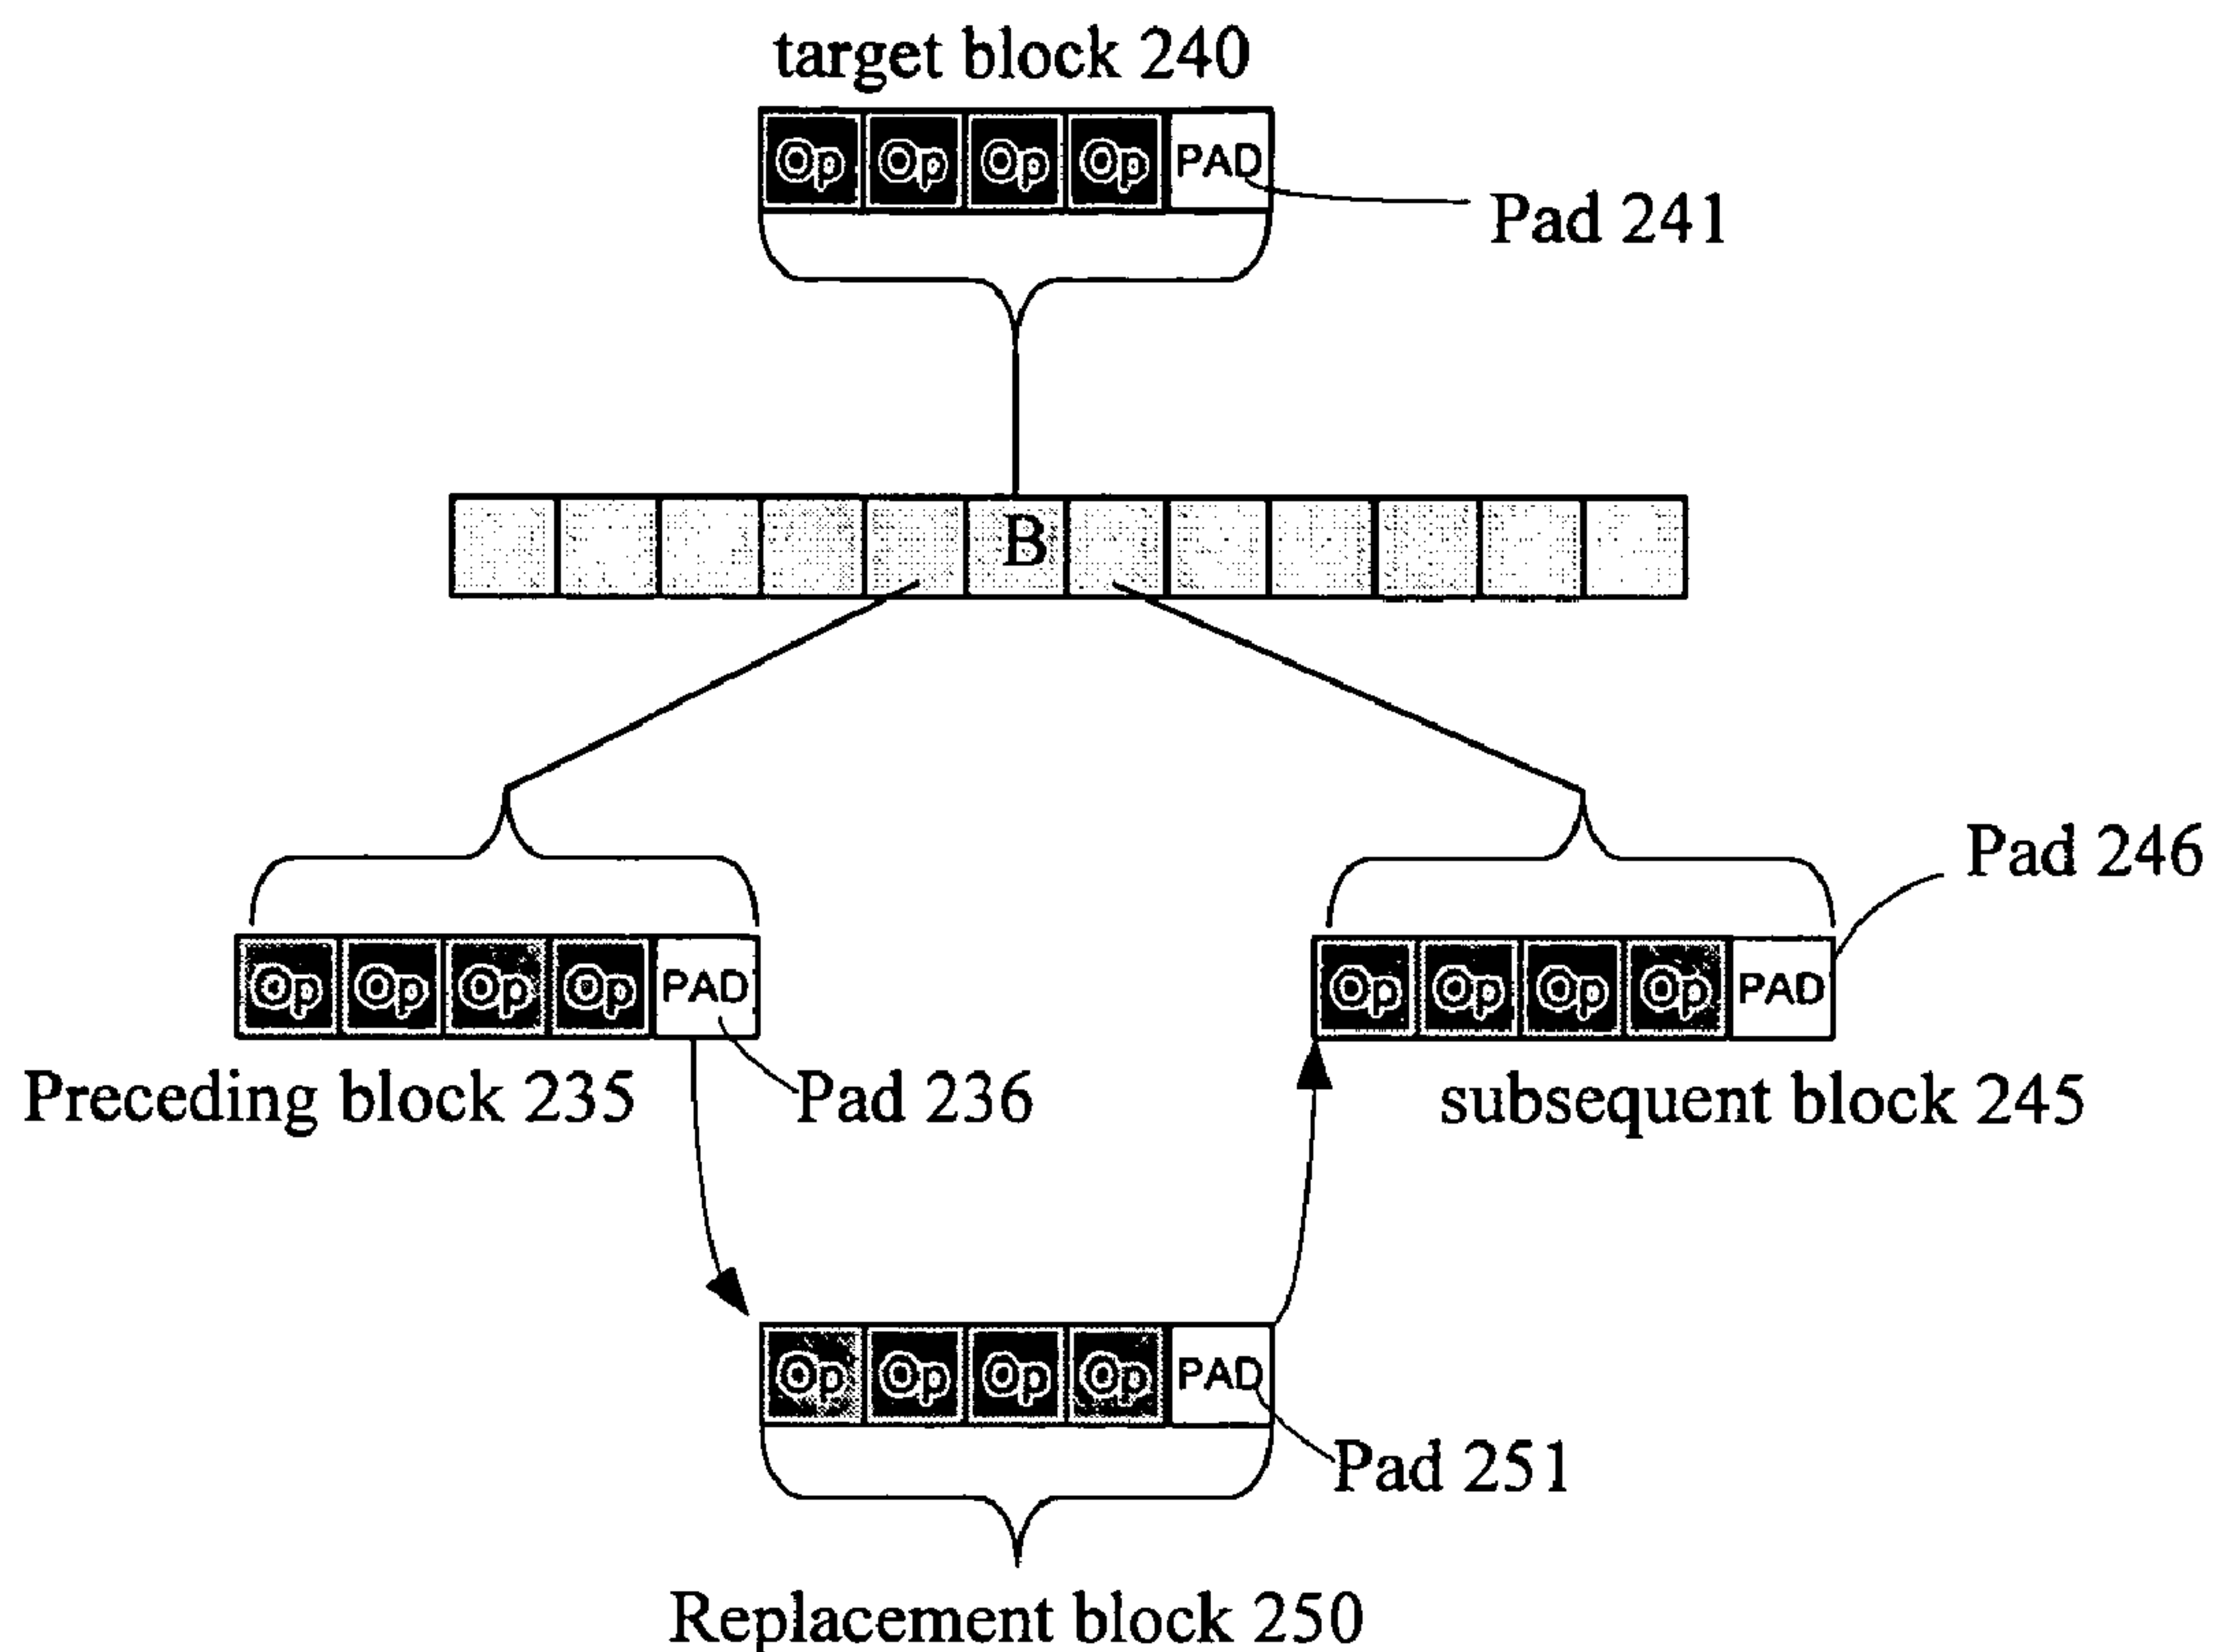 target block 240
Op Op Op Op PAD
Pad 241
B
Pad 246
Op Op Op Op PAD
Op Op Op Op PAD
Preceding block 235
Pad 236
subsequent block 245
Op Op Op Op PAD
Pad 251
Replacement block 250